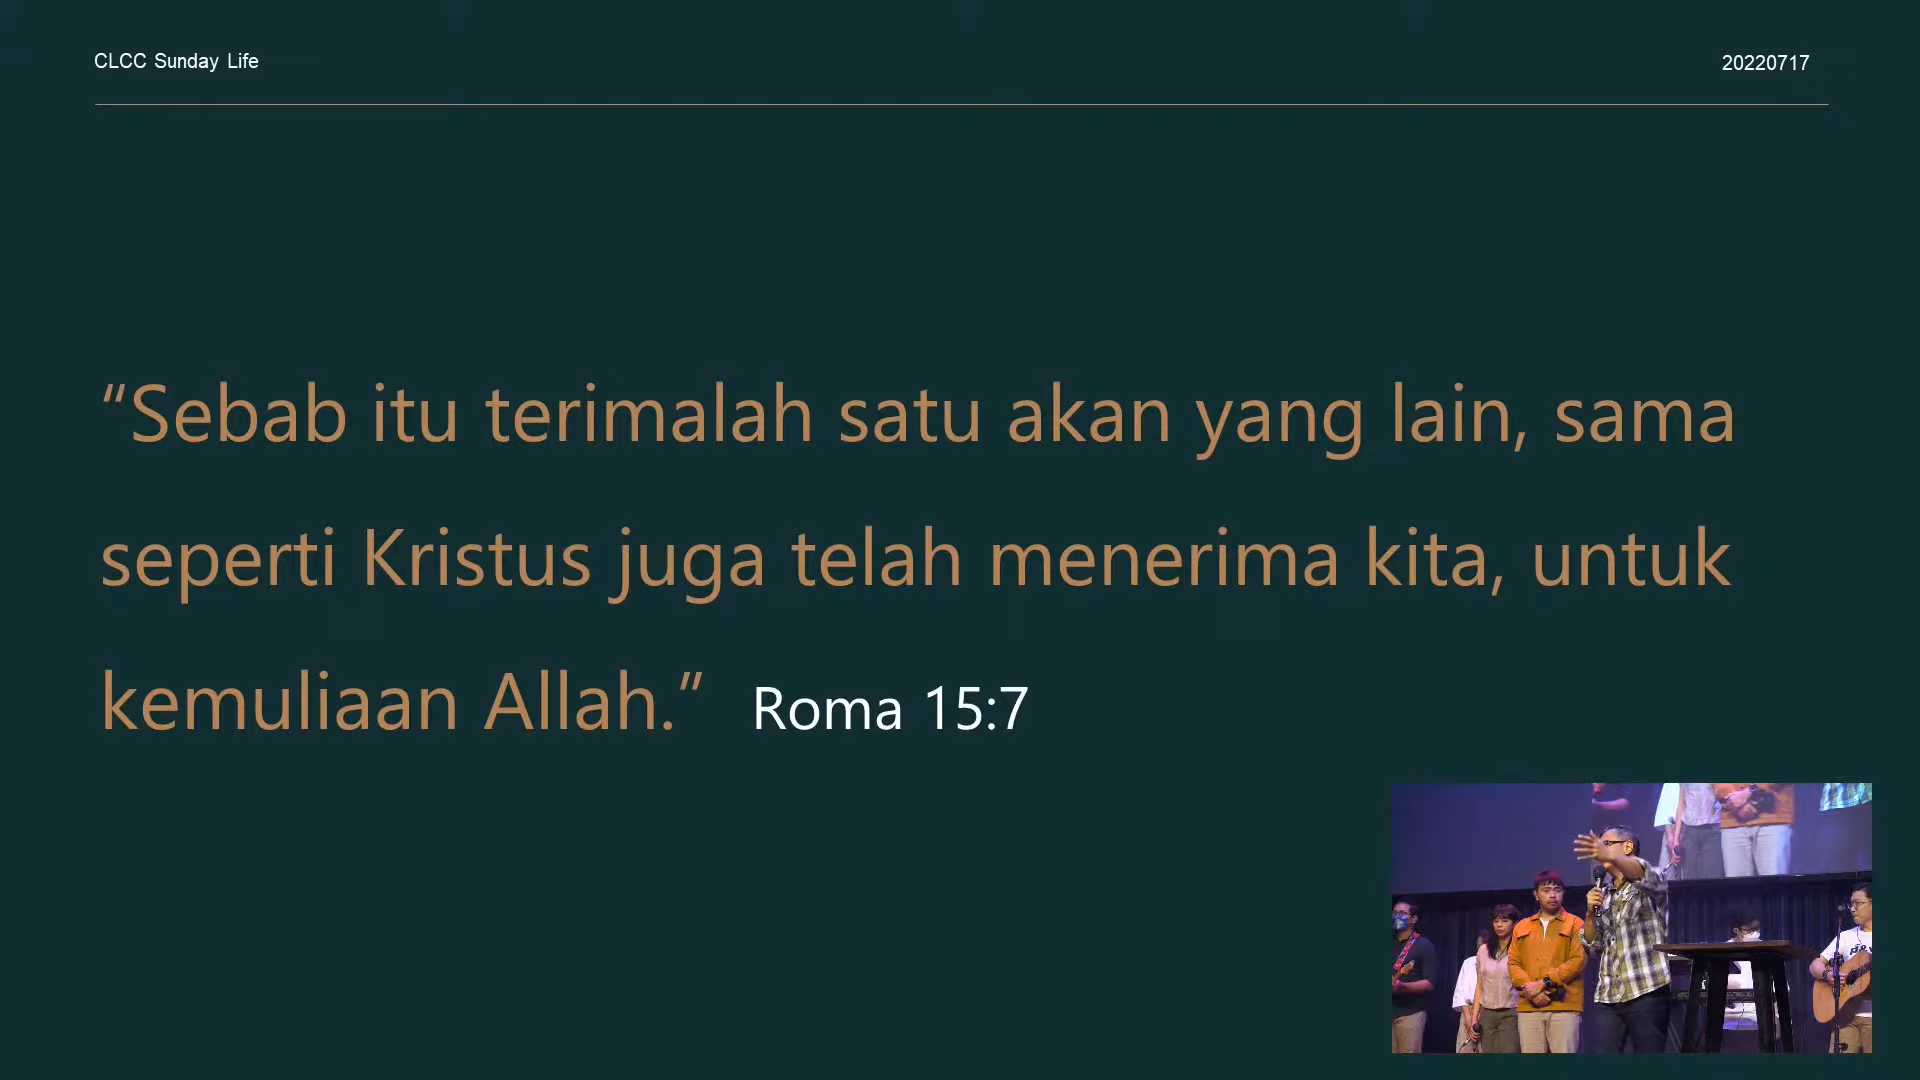 CLCC Sunday Life
20220717
“Sebab itu terimalah satu akan yang lain, sama
seperti Kristus juga telah menerima kita, untuk
kemuliaan Allah.” Roma 15:7